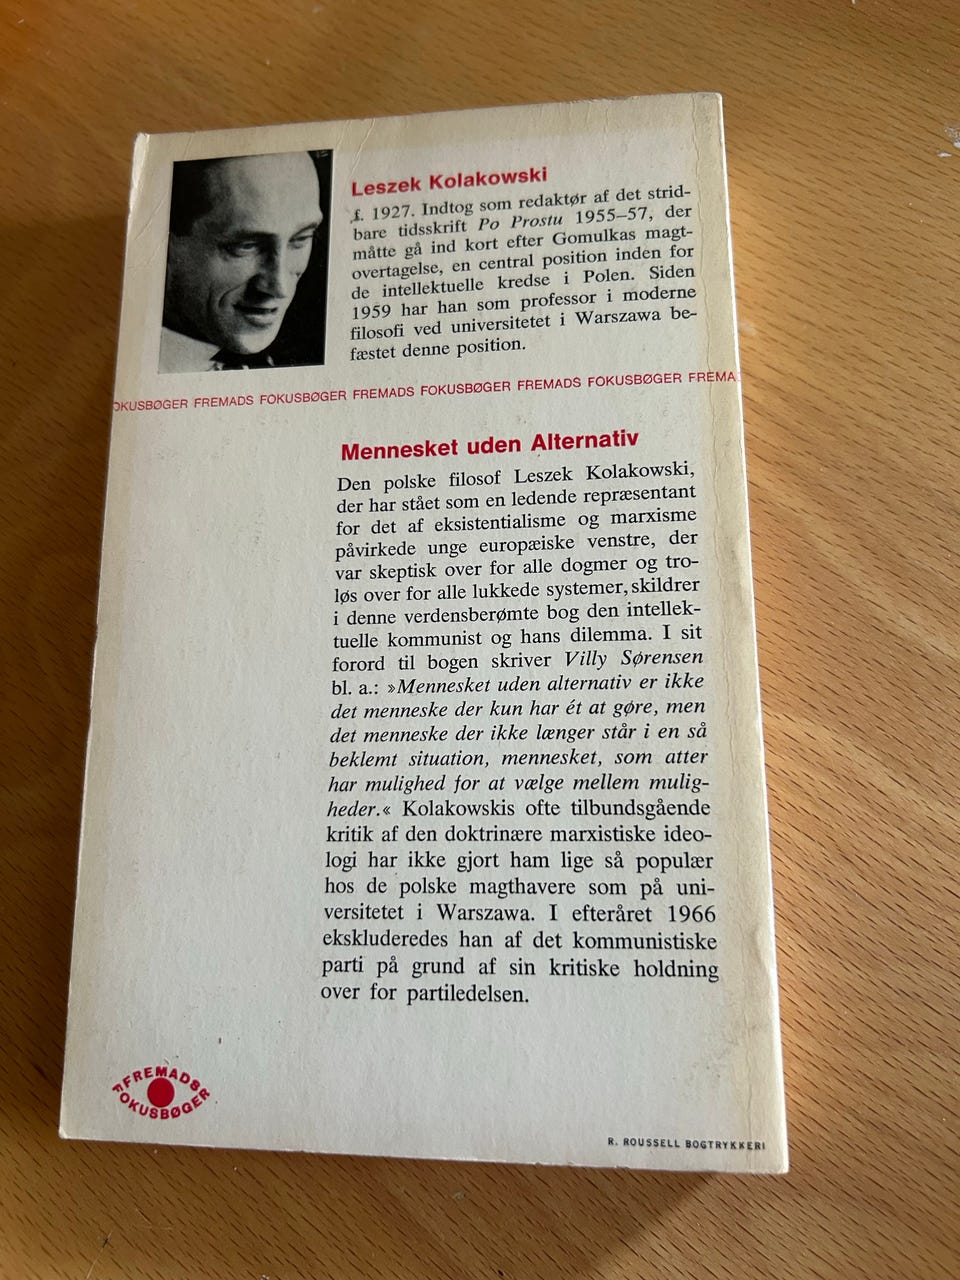 Leszek Kolakowski
f. 1927. Indtog som redaktør af det strid-
bare tidsskrift Po Prostu 1955–57, der
måtte gå ind kort efter Gomulkas magt-
overtagelse, en central position inden for
de intellektuelle kredse i Polen. Siden
1959 har han som professor i moderne
filosofi ved universitetet i Warszawa be-
fæstet denne position.
OKUSBØGER FREMADS FOKUSBØGER FREMADS FOKUSBØGER FREMADS FOKUSBØGER FREMA
Mennesket uden Alternativ
Den polske filosof Leszek Kolakowski,
der har stået som en ledende repræsentant
for det af eksistentialisme og marxisme
påvirkede unge europæiske venstre, der
var skeptisk over for alle dogmer og tro-
løs over for alle lukkede systemer, skildrer
i denne verdensberømte bog den intellek-
tuelle kommunist og hans dilemma. I sit
forord til bogen skriver Villy Sørensen
bl. a.: »Mennesket uden alternativ er ikke
det menneske der kun har ét at gøre, men
det menneske der ikke længer står i en så
beklemt situation, mennesket, som atter
har mulighed for at vælge mellem mulig-
heder.« Kolakowskis ofte tilbundsgående
kritik af den doktrinære marxistiske ideo-
logi har ikke gjort ham lige så populær
hos de polske magthavere som på uni-
versitetet i Warszawa. I efteråret 1966
ekskluderedes han af det kommunistiske
parti på grund af sin kritiske holdning
over for partiledelsen.
FREMADS
FOKUSBØGER
R. ROUSSELL BOGTRYKKERI